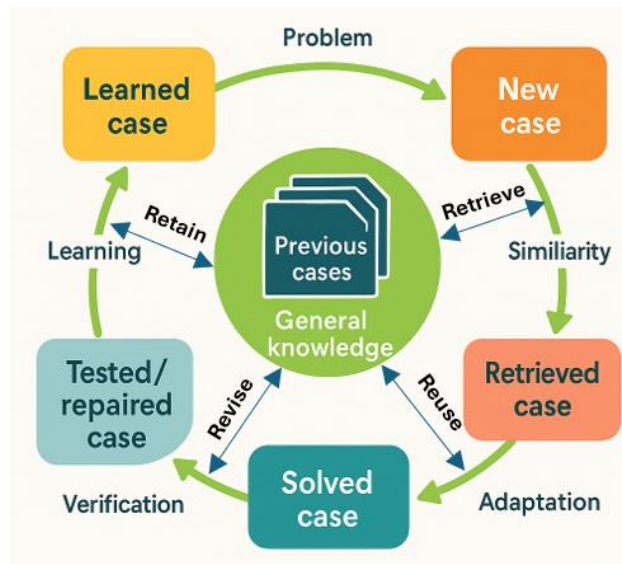 Problem
Learned
case
New
case
Retain
Retrieve
Previous
cases
Learning
Similiarity
General
knowledge
Tested/
repaired
case
Retrieved
case
Revise
Reuse
Solved
case
Verification
Adaptation